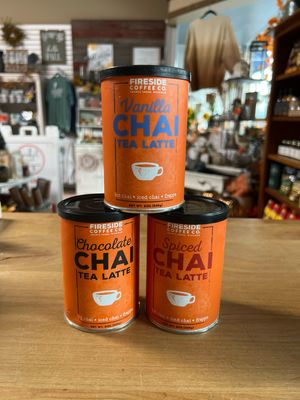 FIRESIDE
COFFEE CO.
Vanilla
CHAI
TEA LATTE
hot chai • iced chai • frappe
FIRESIDE
COFFEE CO.
Chocolate
CHAI
TEA LATTE
hot chai • iced chai • frappe
FIRESIDE
COFFEE CO.
Spiced
CHAI
TEA LATTE
hot chai • iced chai • frappe